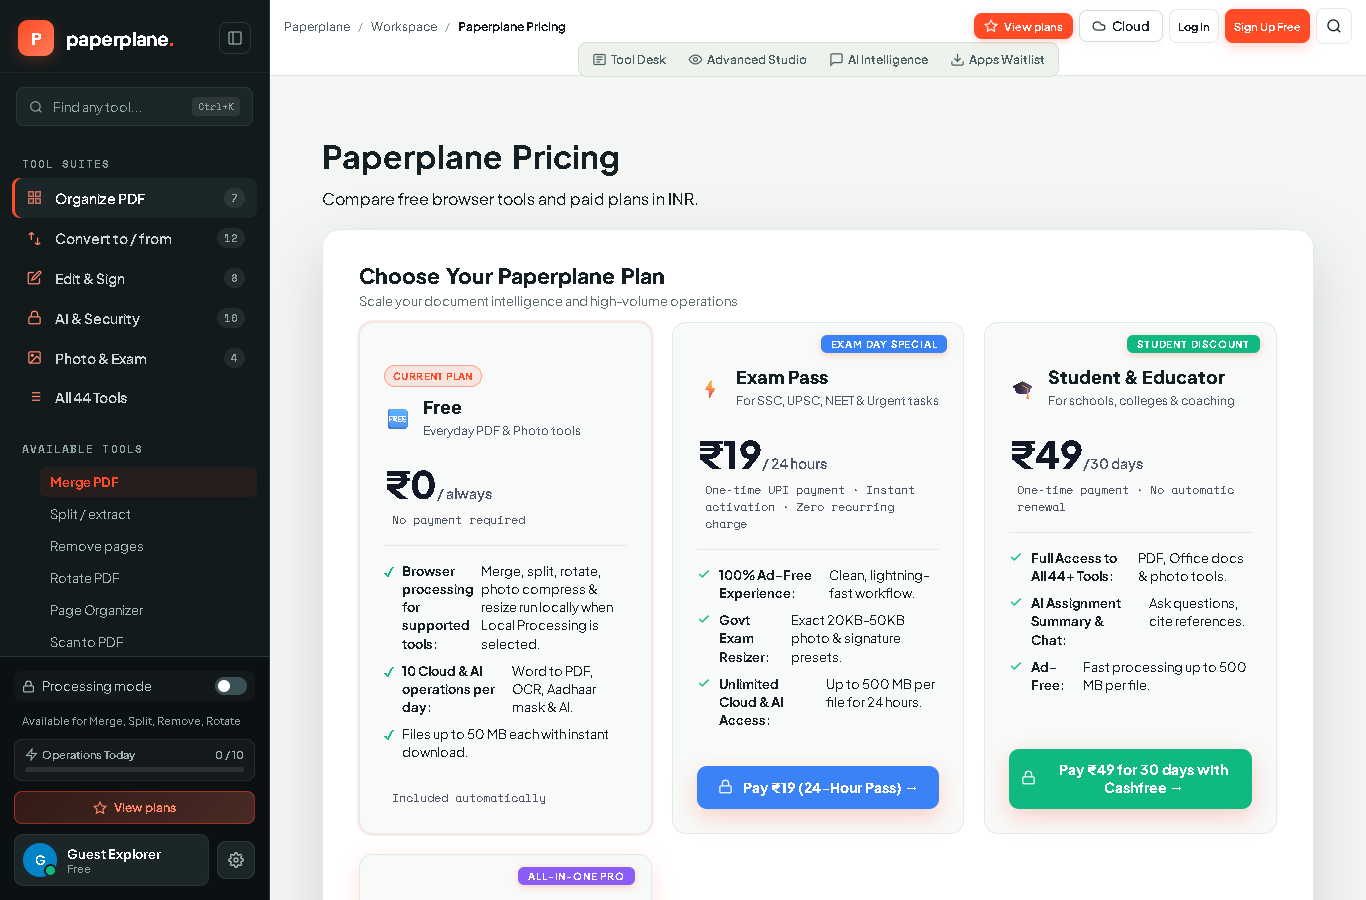 P paperplane.
Find any tool... Ctrl+K
TOOL SUITES
Organize PDF 7
Convert to / from 12
Edit & Sign 8
AI & Security 10
Photo & Exam 4
All 44 Tools
AVAILABLE TOOLS
Merge PDF
Split / extract
Remove pages
Rotate PDF
Page Organizer
Scan to PDF
Processing mode
Available for Merge, Split, Remove, Rotate
Operations Today 0 / 10
View plans
G Guest Explorer
Free
Paperplane / Workspace / Paperplane Pricing
View plans
Cloud
Log In
Sign Up Free
Tool Desk
Advanced Studio
AI Intelligence
Apps Waitlist
Paperplane Pricing
Compare free browser tools and paid plans in INR.
Choose Your Paperplane Plan
Scale your document intelligence and high-volume operations
CURRENT PLAN
FREE
Free
Everyday PDF & Photo tools
₹0 / always
No payment required
Browser processing for supported tools: Merge, split, rotate, photo compress & resize run locally when Local Processing is selected.
10 Cloud & AI operations per day: Word to PDF, OCR, Aadhaar mask & AI.
Files up to 50 MB each with instant download.
Included automatically
EXAM DAY SPECIAL
Exam Pass
For SSC, UPSC, NEET & Urgent tasks
₹19 / 24 hours
One-time UPI payment · Instant
activation · Zero recurring
charge
100% Ad-Free Experience: Clean, lightning-fast workflow.
Govt Exam Resizer: Exact 20KB-50KB photo & signature presets.
Unlimited Cloud & AI Access: Up to 500 MB per file for 24 hours.
Pay ₹19 (24-Hour Pass) →
STUDENT DISCOUNT
Student & Educator
For schools, colleges & coaching
₹49 /30 days
One-time payment · No automatic
renewal
Full Access to All 44+ Tools: PDF, Office docs & photo tools.
AI Assignment Summary & Chat: Ask questions, cite references.
Ad-Free: Fast processing up to 500 MB per file.
Pay ₹49 for 30 days with
Cashfree →
ALL-IN-ONE PRO